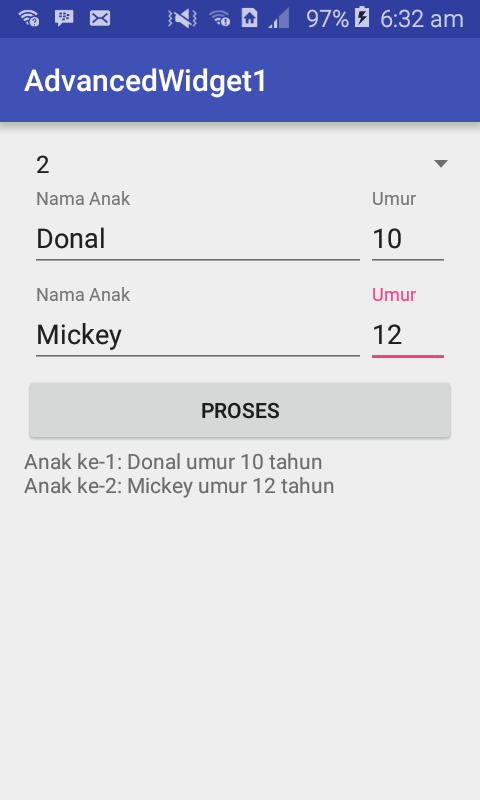 97% 6:32 am
AdvancedWidget1
2
Nama Anak Umur
Donal 10
Nama Anak Umur
Mickey 12
PROSES
Anak ke-1: Donal umur 10 tahun
Anak ke-2: Mickey umur 12 tahun